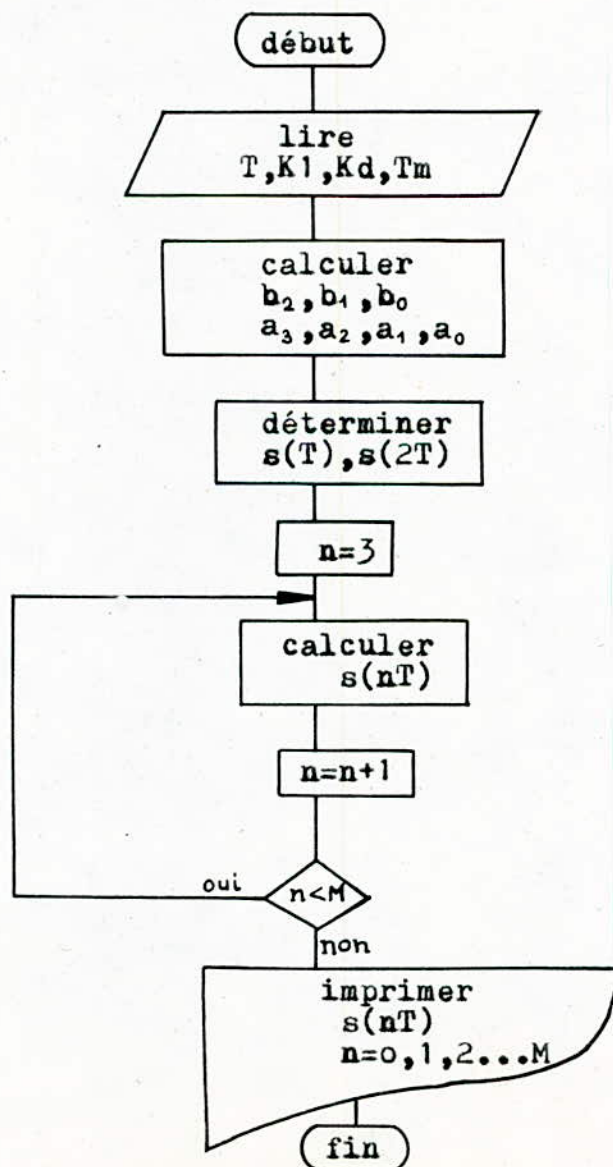 début
lire
T,K1,Kd,Tm
calculer
b₂,b₁,b₀
a₃,a₂,a₁,a₀
déterminer
s(T),s(2T)
n=3
calculer
s(nT)
n=n+1
oui
n<M
non
imprimer
s(nT)
n=o,1,2...M
fin